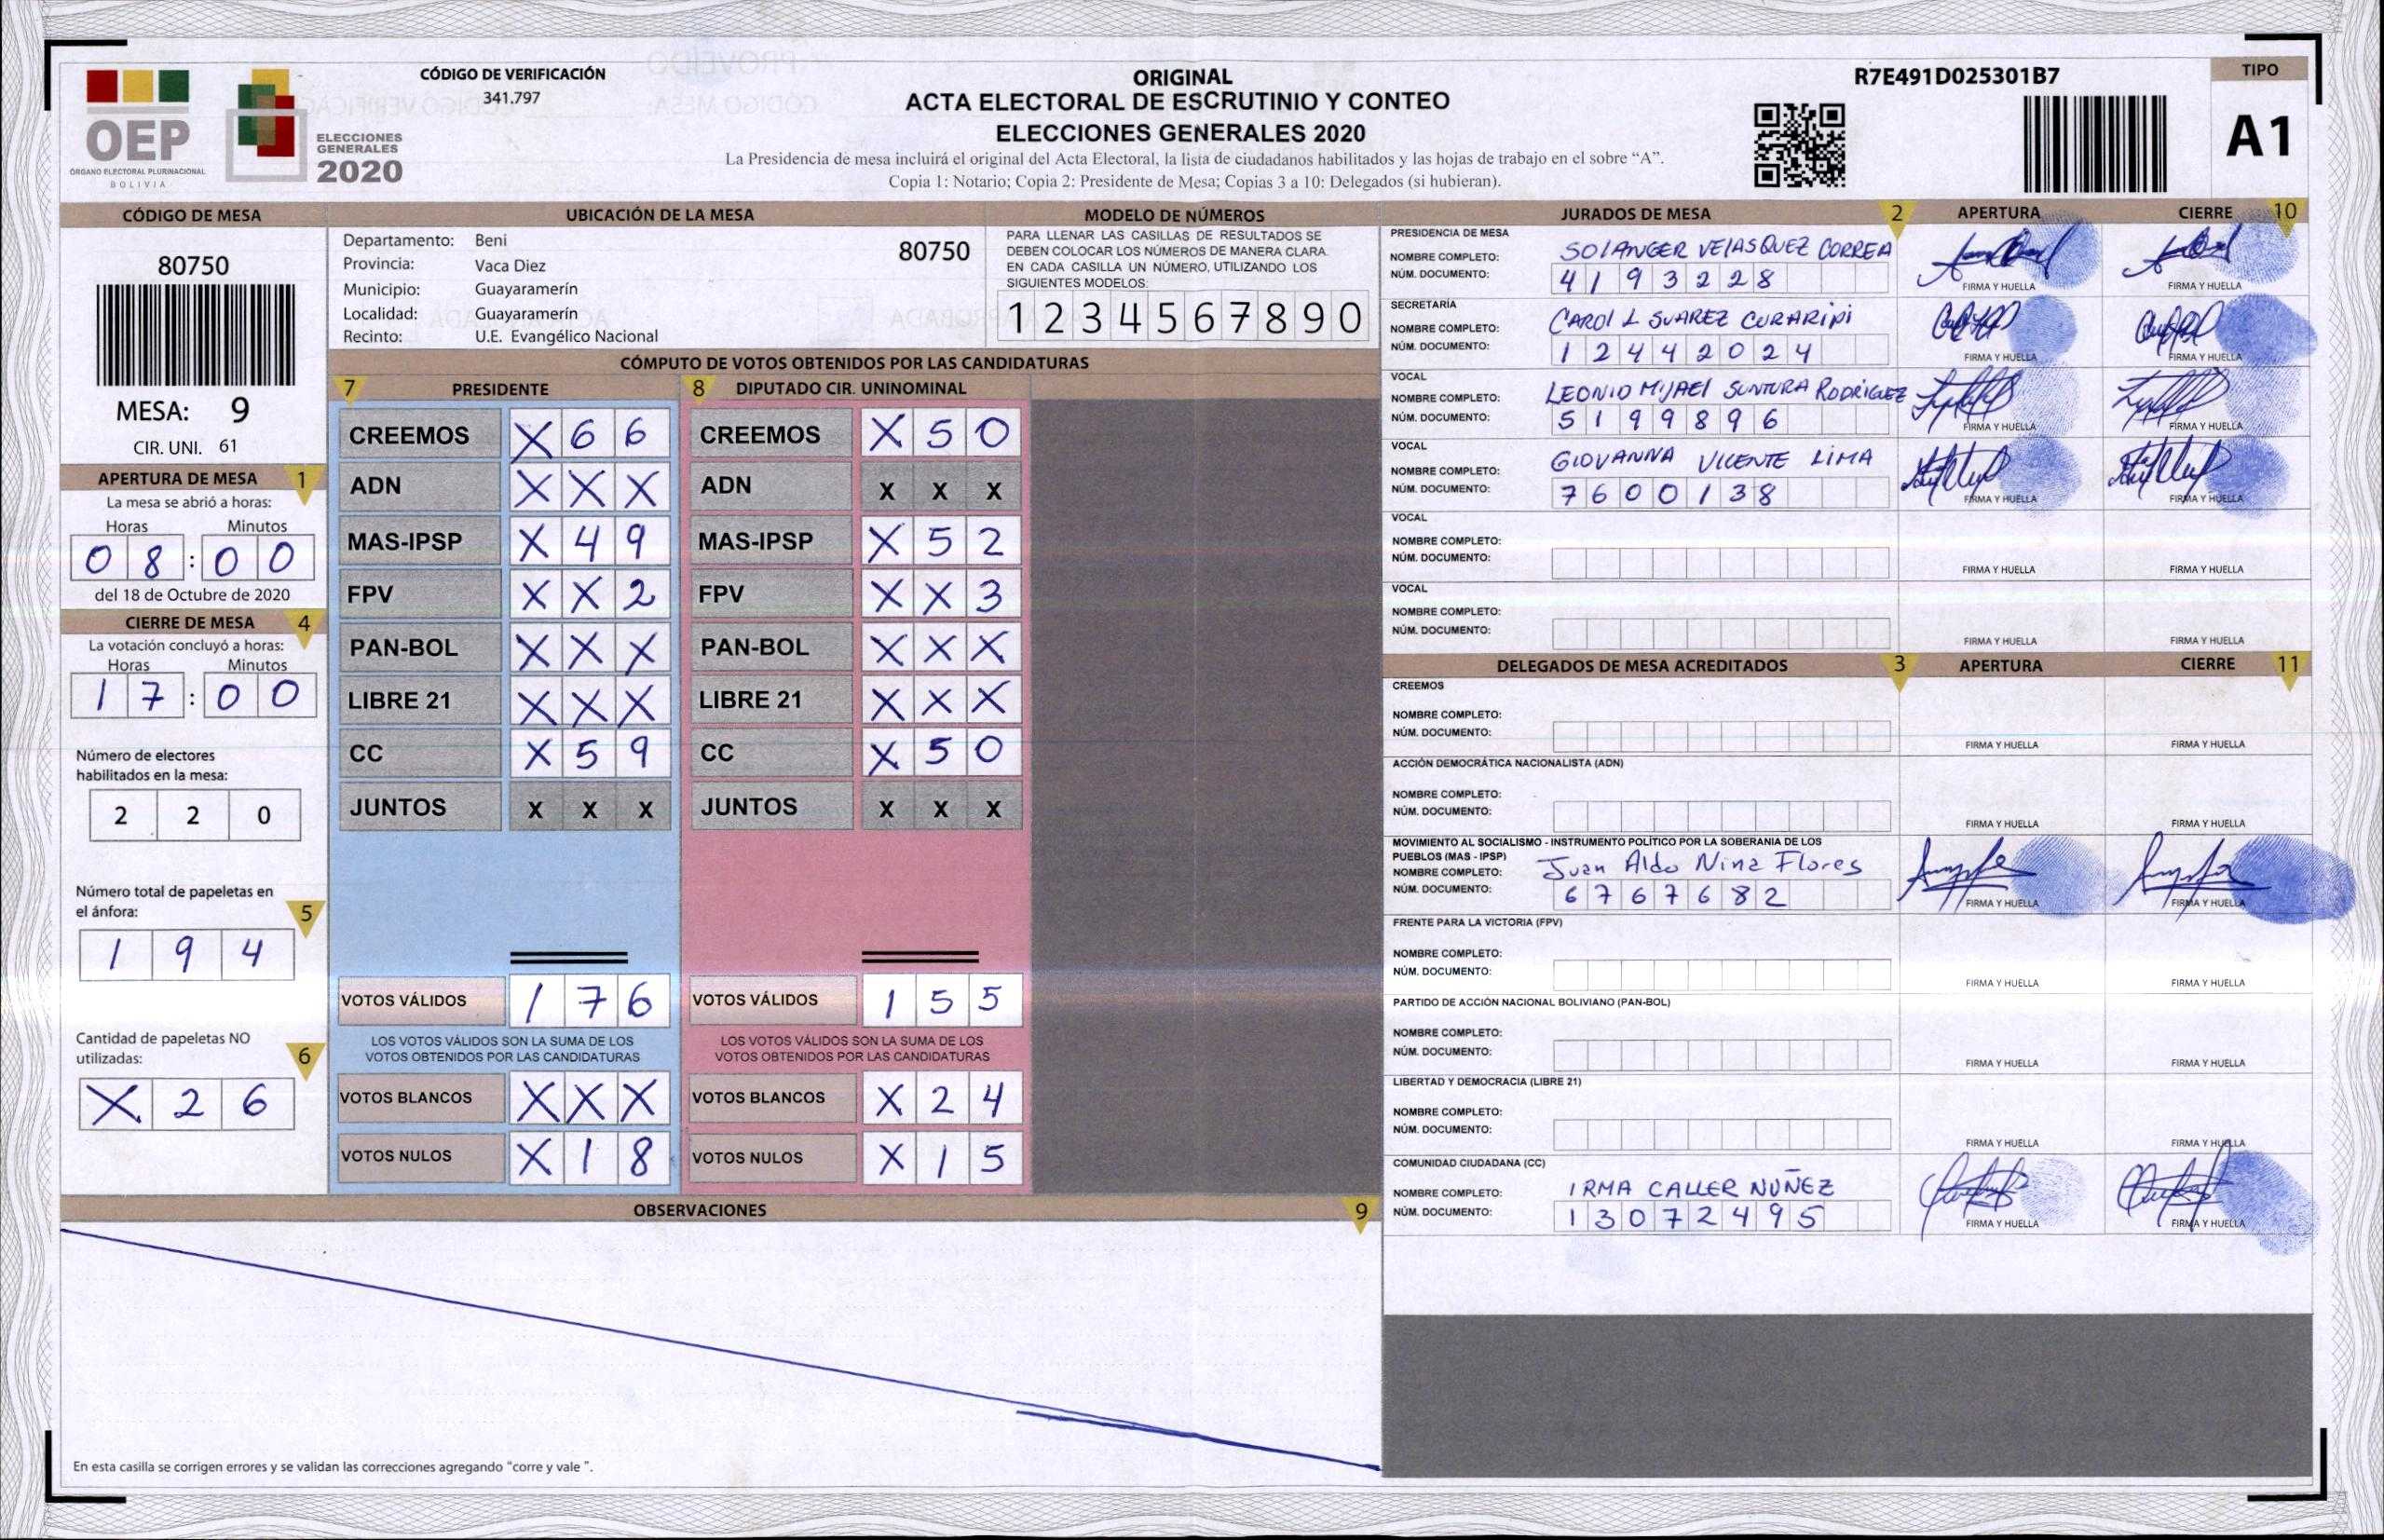 CÓDIGO DE VERIFICACIÓN
341.797
OEP
ÓRGANO ELECTORAL PLURINACIONAL
BOLIVIA
ELECCIONES
GENERALES
2020
ORIGINAL
ACTA ELECTORAL DE ESCRUTINIO Y CONTEO
ELECCIONES GENERALES 2020
La Presidencia de mesa incluirá el original del Acta Electoral, la lista de ciudadanos habilitados y las hojas de trabajo en el sobre “A”.
Copia 1: Notario; Copia 2: Presidente de Mesa; Copias 3 a 10: Delegados (si hubieran).
R7E491D025301B7
TIPO
A1
CÓDIGO DE MESA
80750
MESA: 9
CIR. UNI. 61
APERTURA DE MESA 1
La mesa se abrió a horas:
Horas Minutos
0 8 : 0 0
del 18 de Octubre de 2020
CIERRE DE MESA 4
La votación concluyó a horas:
Horas Minutos
1 7 : 0 0
Número de electores
habilitados en la mesa:
2 2 0
Número total de papeletas en
el ánfora: 5
1 9 4
Cantidad de papeletas NO
utilizadas: 6
X 2 6
UBICACIÓN DE LA MESA
Departamento: Beni
80750
Provincia: Vaca Diez
Municipio: Guayaramerín
Localidad: Guayaramerín
Recinto: U.E. Evangélico Nacional
MODELO DE NÚMEROS
PARA LLENAR LAS CASILLAS DE RESULTADOS SE
DEBEN COLOCAR LOS NÚMEROS DE MANERA CLARA.
EN CADA CASILLA UN NÚMERO, UTILIZANDO LOS
SIGUIENTES MODELOS:
1 2 3 4 5 6 7 8 9 0
CÓMPUTO DE VOTOS OBTENIDOS POR LAS CANDIDATURAS
7 PRESIDENTE
CREEMOS X 6 6
ADN X X X
MAS-IPSP X 4 9
FPV X X 2
PAN-BOL X X X
LIBRE 21 X X X
CC X 5 9
JUNTOS X X X
VOTOS VÁLIDOS 1 7 6
LOS VOTOS VÁLIDOS SON LA SUMA DE LOS
VOTOS OBTENIDOS POR LAS CANDIDATURAS
VOTOS BLANCOS X X X
VOTOS NULOS X 1 8
8 DIPUTADO CIR. UNINOMINAL
CREEMOS X 5 0
ADN X X X
MAS-IPSP X 5 2
FPV X X 3
PAN-BOL X X X
LIBRE 21 X X X
CC X 5 0
JUNTOS X X X
VOTOS VÁLIDOS 1 5 5
LOS VOTOS VÁLIDOS SON LA SUMA DE LOS
VOTOS OBTENIDOS POR LAS CANDIDATURAS
VOTOS BLANCOS X 2 4
VOTOS NULOS X 1 5
OBSERVACIONES 9
En esta casilla se corrigen errores y se validan las correcciones agregando “corre y vale ”.
JURADOS DE MESA 2 APERTURA CIERRE 10
PRESIDENCIA DE MESA
NOMBRE COMPLETO: SOLANGER VELASQUEZ CORREA
NÚM. DOCUMENTO: 4 1 9 3 2 2 8
FIRMA Y HUELLA FIRMA Y HUELLA
SECRETARÍA
NOMBRE COMPLETO: CAROL L SUAREZ CURARIPI
NÚM. DOCUMENTO: 1 2 4 4 2 0 2 4
FIRMA Y HUELLA FIRMA Y HUELLA
VOCAL
NOMBRE COMPLETO: LEONID MIJAEL SUNTURA RODRIGUEZ
NÚM. DOCUMENTO: 5 1 9 9 8 9 6
FIRMA Y HUELLA FIRMA Y HUELLA
VOCAL
NOMBRE COMPLETO: GIOVANNA VICENTE LIMA
NÚM. DOCUMENTO: 7 6 0 0 1 3 8
FIRMA Y HUELLA FIRMA Y HUELLA
VOCAL
NOMBRE COMPLETO:
NÚM. DOCUMENTO:
FIRMA Y HUELLA FIRMA Y HUELLA
VOCAL
NOMBRE COMPLETO:
NÚM. DOCUMENTO:
FIRMA Y HUELLA FIRMA Y HUELLA
DELEGADOS DE MESA ACREDITADOS 3 APERTURA CIERRE 11
CREEMOS
NOMBRE COMPLETO:
NÚM. DOCUMENTO:
FIRMA Y HUELLA FIRMA Y HUELLA
ACCIÓN DEMOCRÁTICA NACIONALISTA (ADN)
NOMBRE COMPLETO:
NÚM. DOCUMENTO:
FIRMA Y HUELLA FIRMA Y HUELLA
MOVIMIENTO AL SOCIALISMO - INSTRUMENTO POLÍTICO POR LA SOBERANIA DE LOS
PUEBLOS (MAS - IPSP)
NOMBRE COMPLETO: Juan Aldo Nina Flores
NÚM. DOCUMENTO: 6 7 6 7 6 8 2
FIRMA Y HUELLA FIRMA Y HUELLA
FRENTE PARA LA VICTORIA (FPV)
NOMBRE COMPLETO:
NÚM. DOCUMENTO:
FIRMA Y HUELLA FIRMA Y HUELLA
PARTIDO DE ACCIÓN NACIONAL BOLIVIANO (PAN-BOL)
NOMBRE COMPLETO:
NÚM. DOCUMENTO:
FIRMA Y HUELLA FIRMA Y HUELLA
LIBERTAD Y DEMOCRACIA (LIBRE 21)
NOMBRE COMPLETO:
NÚM. DOCUMENTO:
FIRMA Y HUELLA FIRMA Y HUELLA
COMUNIDAD CIUDADANA (CC)
NOMBRE COMPLETO: IRMA CALLER NUÑEZ
NÚM. DOCUMENTO: 1 3 0 7 2 4 9 5
FIRMA Y HUELLA FIRMA Y HUELLA